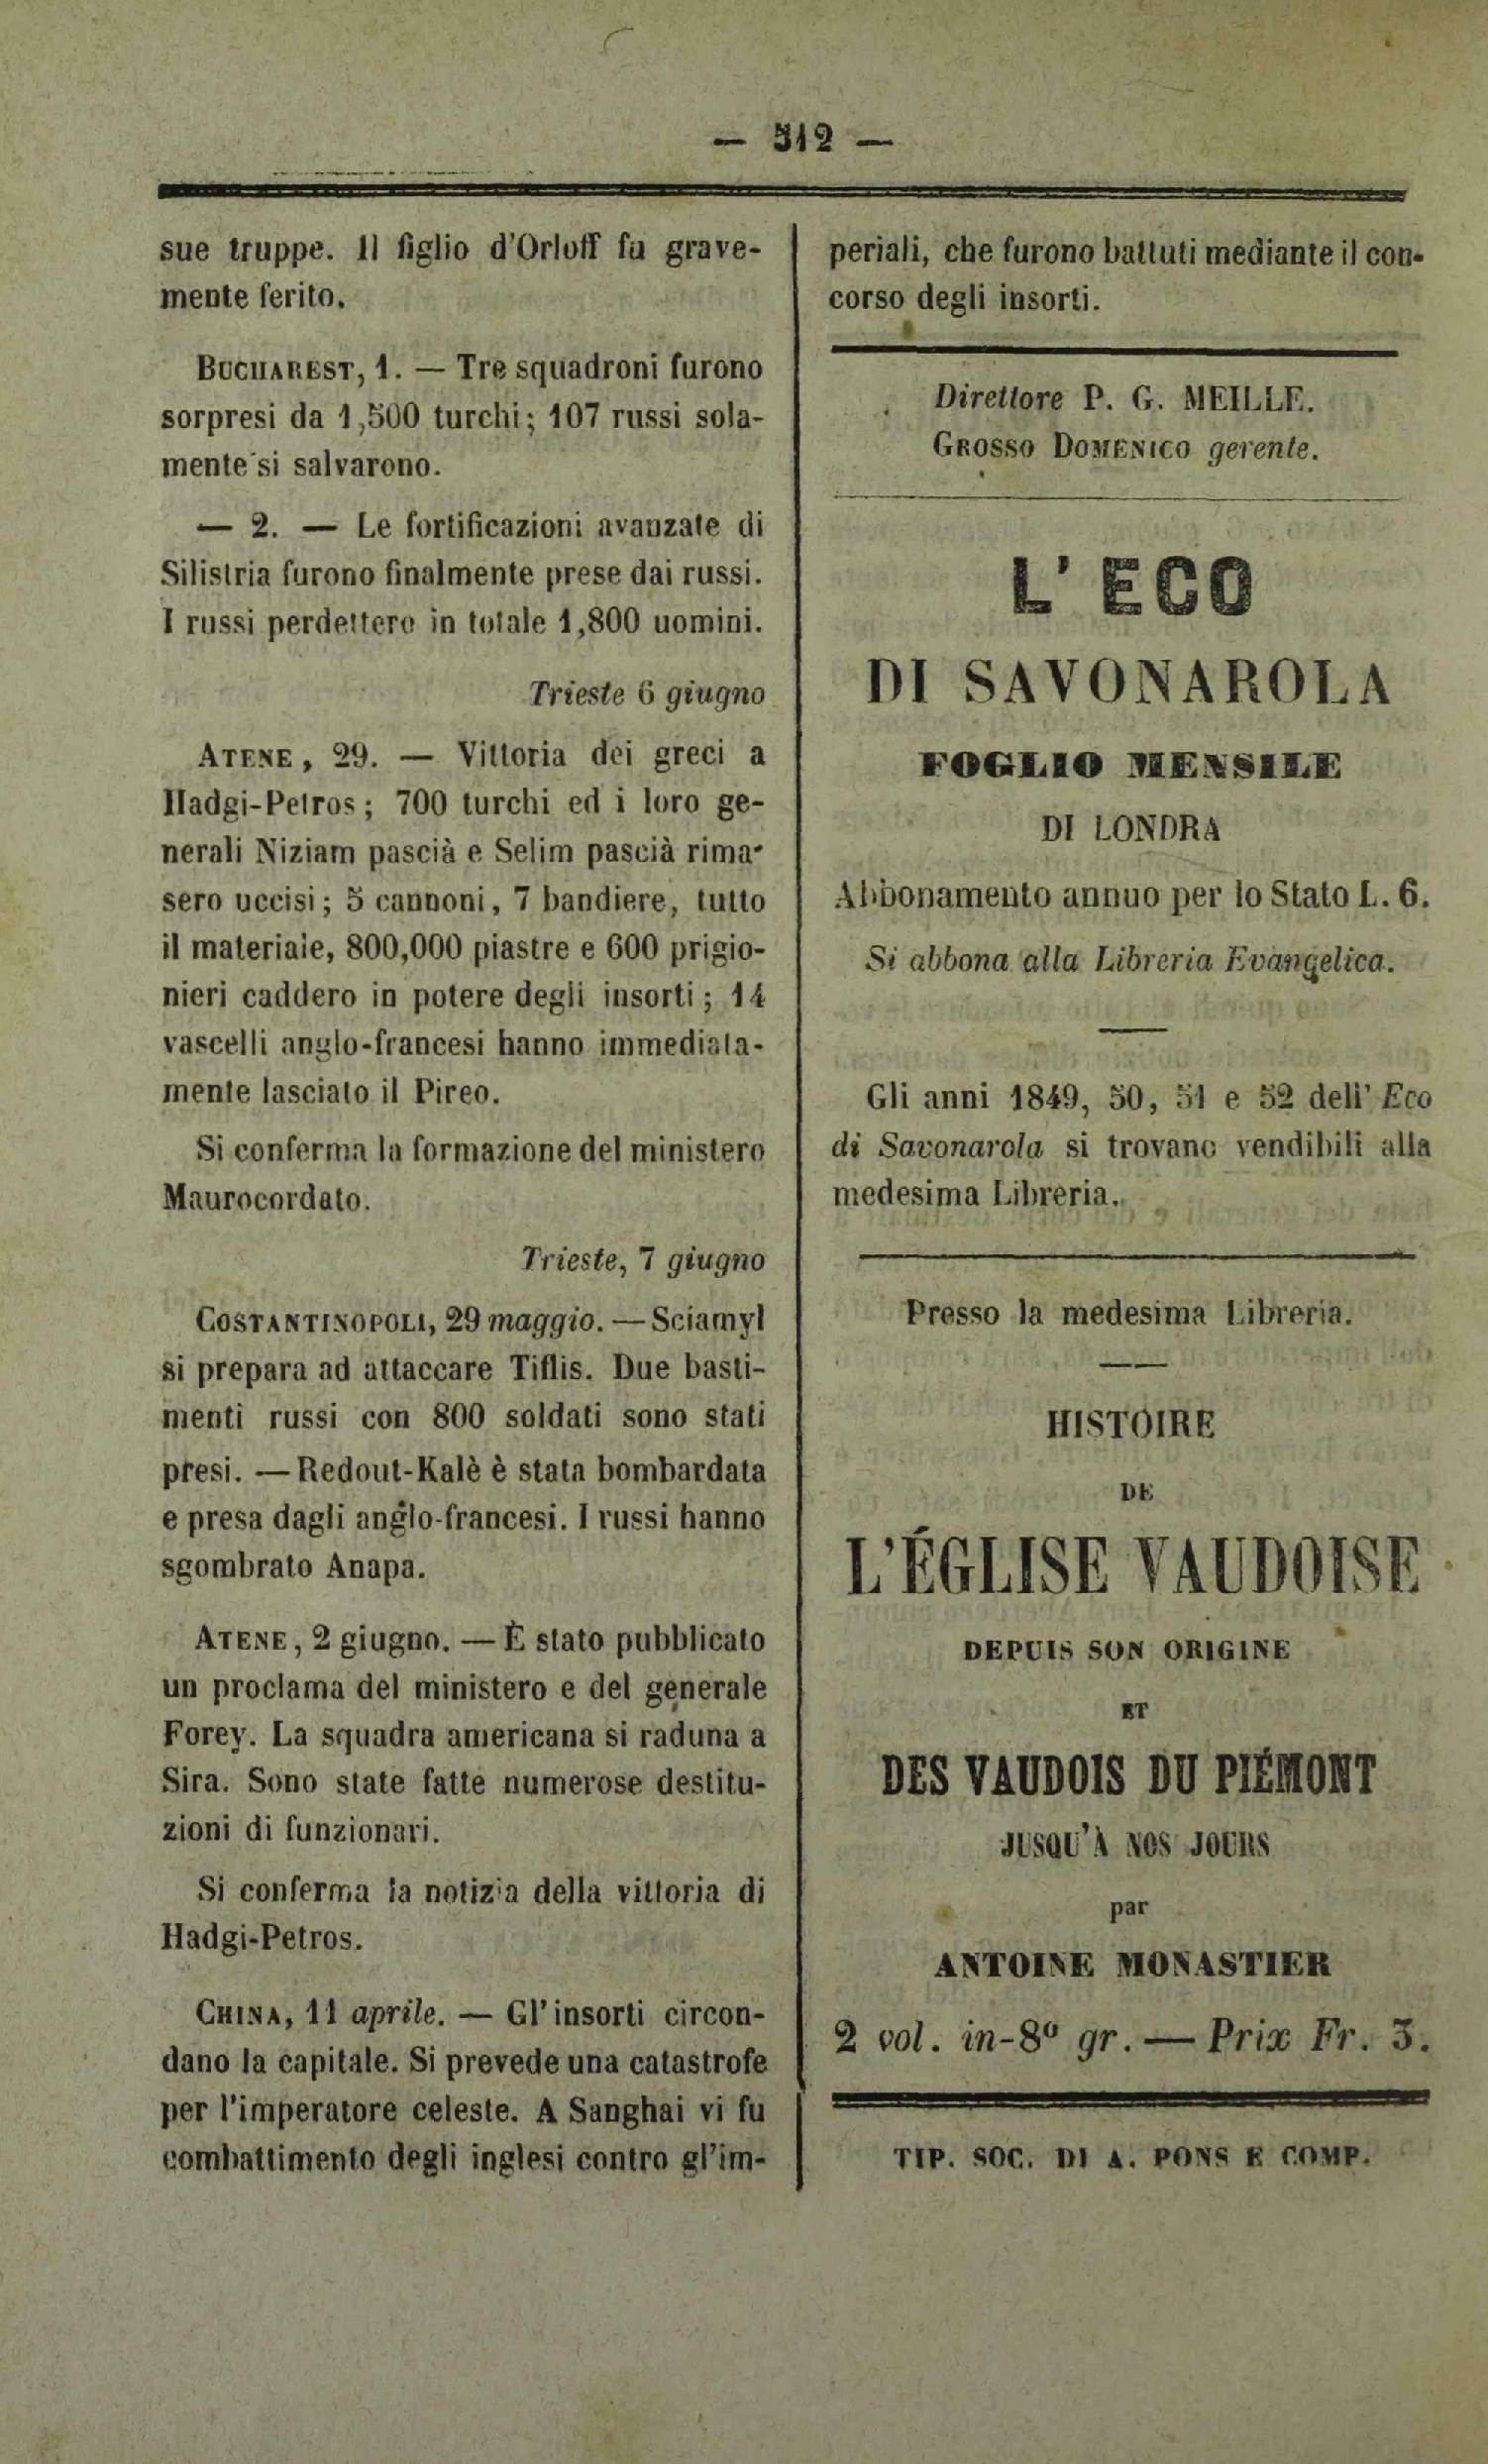 — 512 —
sue truppe. Il figlio d'Orloff fu grave-
mente ferito.
BUCHAREST, 1. — Tre squadroni furono
sorpresi da 1,500 turchi; 107 russi sola-
mente si salvarono.
— 2. — Le fortificazioni avanzate di
Silistria furono finalmente prese dai russi.
I russi perdettero in totale 1,800 uomini.
Trieste 6 giugno
ATENE, 29. — Vittoria dei greci a
Hadgi-Petros; 700 turchi ed i loro ge-
nerali Niziam pascià e Selim pascià rima-
sero uccisi; 5 cannoni, 7 bandiere, tutto
il materiale, 800,000 piastre e 600 prigio-
nieri caddero in potere degli insorti; 14
vascelli anglo-francesi hanno immediata-
mente lasciato il Pireo.
Si conferma la formazione del ministero
Maurocordato.
Trieste, 7 giugno
COSTANTINOPOLI, 29 maggio. — Sciamyl
si prepara ad attaccare Tiflis. Due basti-
menti russi con 800 soldati sono stati
presi. — Redout-Kalè è stata bombardata
e presa dagli anglo-francesi. I russi hanno
sgombrato Anapa.
ATENE, 2 giugno. — È stato pubblicato
un proclama del ministero e del generale
Forey. La squadra americana si raduna a
Sira. Sono state fatte numerose destitu-
zioni di funzionari.
Si conferma la notizia della vittoria di
Hadgi-Petros.
CHINA, 11 aprile. — Gl'insorti circon-
dano la capitale. Si prevede una catastrofe
per l'imperatore celeste. A Sanghai vi fu
combattimento degli inglesi contro gl'im-
periali, che furono battuti mediante il con-
corso degli insorti.
Direttore P. G. MEILLE.
GROSSO DOMENICO gerente.
L'ECO
DI SAVONAROLA
FOGLIO MENSILE
DI LONDRA
Abbonamento annuo per lo Stato L. 6.
Si abbona alla Libreria Evangelica.
Gli anni 1849, 50, 51 e 52 dell' Eco
di Savonarola si trovano vendibili alla
medesima Libreria.
Presso la medesima Libreria.
HISTOIRE
DE
L'ÉGLISE VAUDOISE
DEPUIS SON ORIGINE
ET
DES VAUDOIS DU PIÉMONT
JUSQU'À NOS JOURS
par
ANTOINE MONASTIER
2 vol. in-8º gr. — Prix Fr. 5.
TIP. SOC. DI A. PONS E COMP.